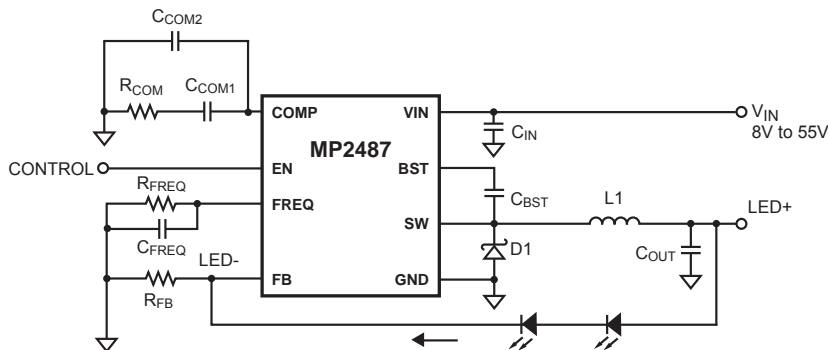 CCOM2
RCOM
CCOM1
COMP
VIN
VIN
8V to 55V
CIN
MP2487
CONTROL
EN
BST
RFREQ
CBST
L1
FREQ
SW
LED+
CFREQ
D1
COUT
LED-
FB
GND
RFB